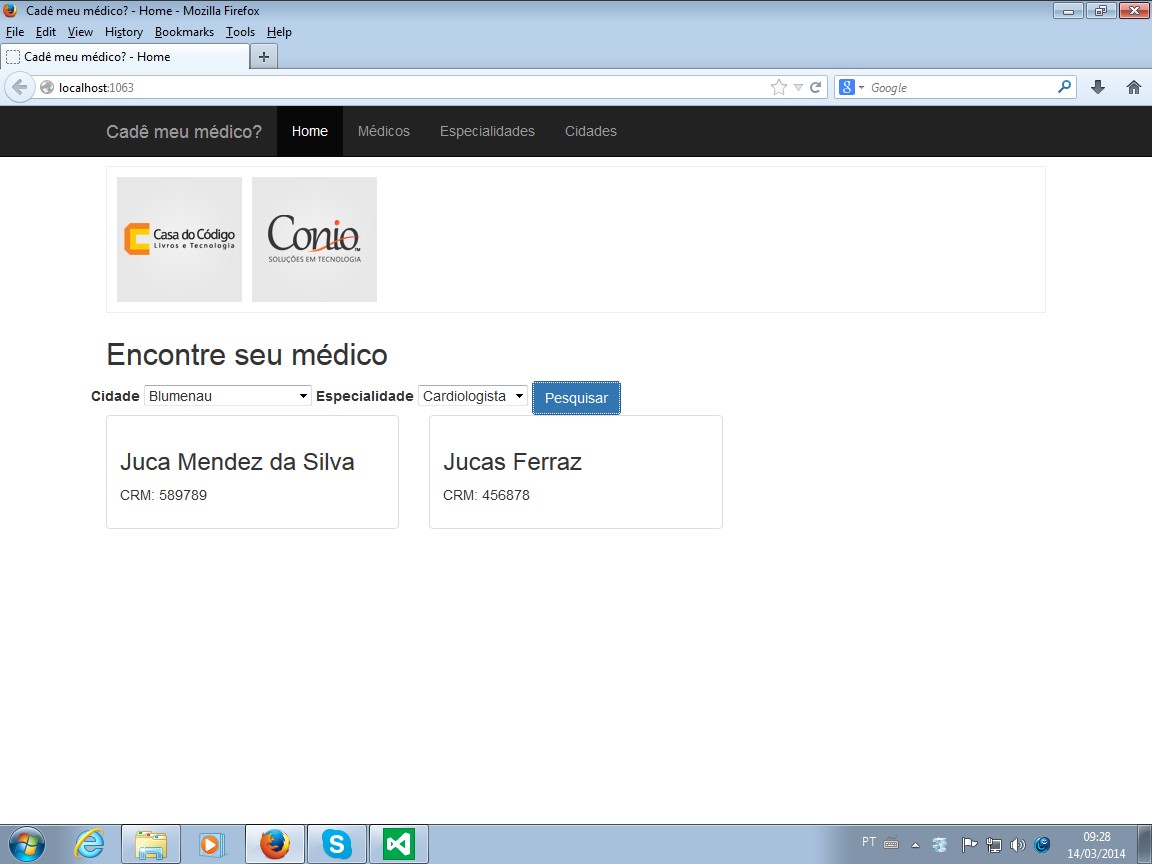 Cadê meu médico? - Home - Mozilla Firefox
File Edit View History Bookmarks Tools Help
Cadê meu médico? - Home
localhost:1063
8 Google
Cadê meu médico? Home Médicos Especialidades Cidades
Casa do Código
Livros e Tecnologia
Conio™
SOLUÇÕES EM TECNOLOGIA
Encontre seu médico
Cidade Blumenau Especialidade Cardiologista Pesquisar
Juca Mendez da Silva
CRM: 589789
Jucas Ferraz
CRM: 456878
PT
09:28
14/03/2014